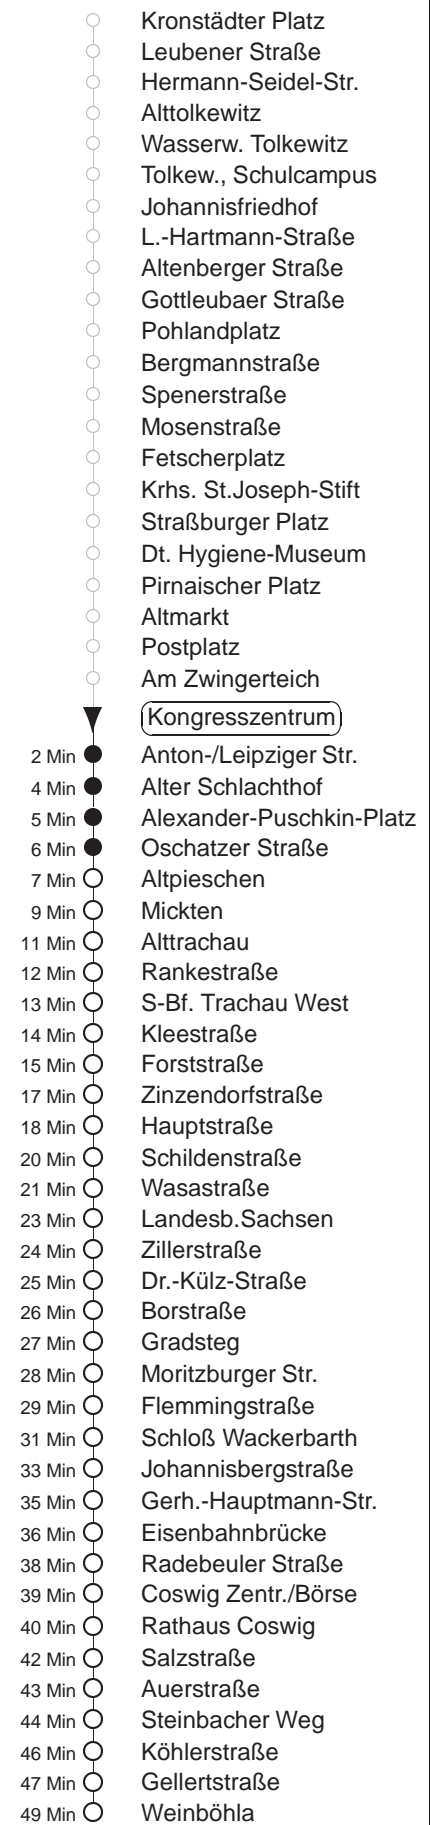 Kronstädter Platz
Leubener Straße
Hermann-Seidel-Str.
Alttolkewitz
Wasserw. Tolkewitz
Tolkew., Schulcampus
Johannisfriedhof
L.-Hartmann-Straße
Altenberger Straße
Gottleubaer Straße
Pohlandplatz
Bergmannstraße
Spenerstraße
Mosenstraße
Fetscherplatz
Krhs. St.Joseph-Stift
Straßburger Platz
Dt. Hygiene-Museum
Pirnaischer Platz
Altmarkt
Postplatz
Am Zwingerteich
Kongresszentrum
2 Min Anton-/Leipziger Str.
4 Min Alter Schlachthof
5 Min Alexander-Puschkin-Platz
6 Min Oschatzer Straße
7 Min Altpieschen
9 Min Mickten
11 Min Alttrachau
12 Min Rankestraße
13 Min S-Bf. Trachau West
14 Min Kleestraße
15 Min Forststraße
17 Min Zinzendorfstraße
18 Min Hauptstraße
20 Min Schildenstraße
21 Min Wasastraße
23 Min Landesb.Sachsen
24 Min Zillerstraße
25 Min Dr.-Külz-Straße
26 Min Borstraße
27 Min Gradsteg
28 Min Moritzburger Str.
29 Min Flemmingstraße
31 Min Schloß Wackerbarth
33 Min Johannisbergstraße
35 Min Gerh.-Hauptmann-Str.
36 Min Eisenbahnbrücke
38 Min Radebeuler Straße
39 Min Coswig Zentr./Börse
40 Min Rathaus Coswig
42 Min Salzstraße
43 Min Auerstraße
44 Min Steinbacher Weg
46 Min Köhlerstraße
47 Min Gellertstraße
49 Min Weinböhla